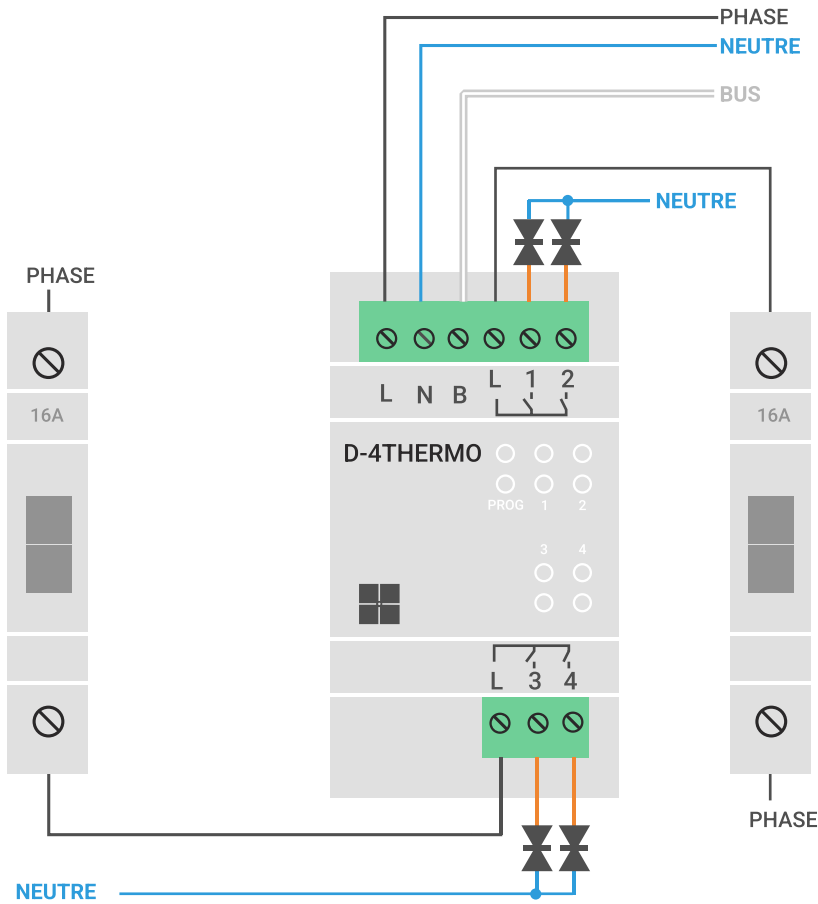 PHASE
NEUTRE
BUS
NEUTRE
PHASE
L N B L 1 2
16A
16A
D-4THERMO
PROG 1 2
3 4
L 3 4
PHASE
NEUTRE